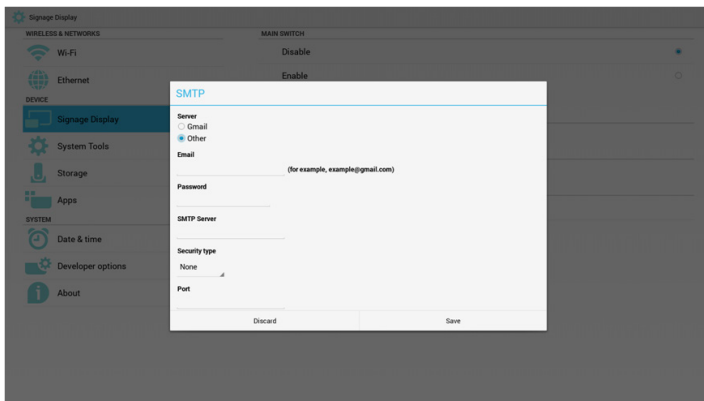 Signage Display
WIRELESS & NETWORKS
Wi-Fi
Ethernet
DEVICE
Signage Display
System Tools
Storage
Apps
SYSTEM
Date & time
Developer options
About
MAIN SWITCH
Disable
Enable
SMTP
Server
Gmail
Other
Email
(for example, example@gmail.com)
Password
SMTP Server
Security type
None
Port
Discard
Save